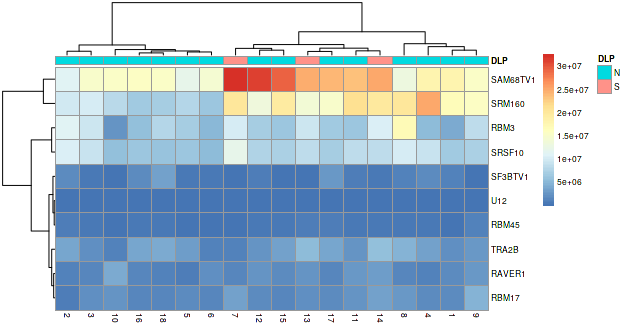 DLP
SAM68TV1
SRM160
RBM3
SRSF10
SF3BTV1
U12
RBM45
TRA2B
RAVER1
RBM17
2 3 10 16 18 5 6 7 12 15 13 17 11 14 8 4 1 9
3e+07
2.5e+07
2e+07
1.5e+07
1e+07
5e+06
DLP
N
S